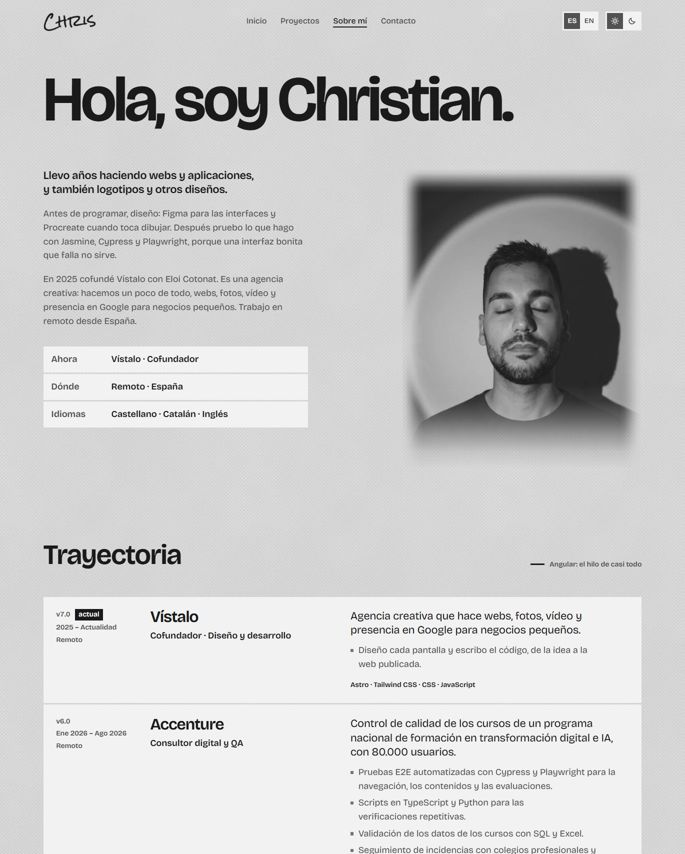 CHRIS
Inicio Proyectos Sobre mí Contacto
ES EN
Hola, soy Christian.
Llevo años haciendo webs y aplicaciones,
y también logotipos y otros diseños.
Antes de programar, diseño: Figma para las interfaces y
Procreate cuando toca dibujar. Después pruebo lo que hago
con Jasmine, Cypress y Playwright, porque una interfaz bonita
que falla no sirve.
En 2025 cofundé Vístalo con Eloi Cotonat. Es una agencia
creativa: hacemos un poco de todo, webs, fotos, vídeo y
presencia en Google para negocios pequeños. Trabajo en
remoto desde España.
Ahora Vístalo · Cofundador
Dónde Remoto · España
Idiomas Castellano · Catalán · Inglés
Trayectoria
Angular: el hilo de casi todo
v7.0 actual
2025 – Actualidad
Remoto
Vístalo
Cofundador · Diseño y desarrollo
Agencia creativa que hace webs, fotos, vídeo y
presencia en Google para negocios pequeños.
Diseño cada pantalla y escribo el código, de la idea a la
web publicada.
Astro · Tailwind CSS · CSS · JavaScript
v6.0
Ene 2026 – Ago 2026
Remoto
Accenture
Consultor digital y QA
Control de calidad de los cursos de un programa
nacional de formación en transformación digital e IA,
con 80.000 usuarios.
Pruebas E2E automatizadas con Cypress y Playwright para la
navegación, los contenidos y las evaluaciones.
Scripts en TypeScript y Python para las
verificaciones repetitivas.
Validación de los datos de los cursos con SQL y Excel.
Seguimiento de incidencias con colegios profesionales y